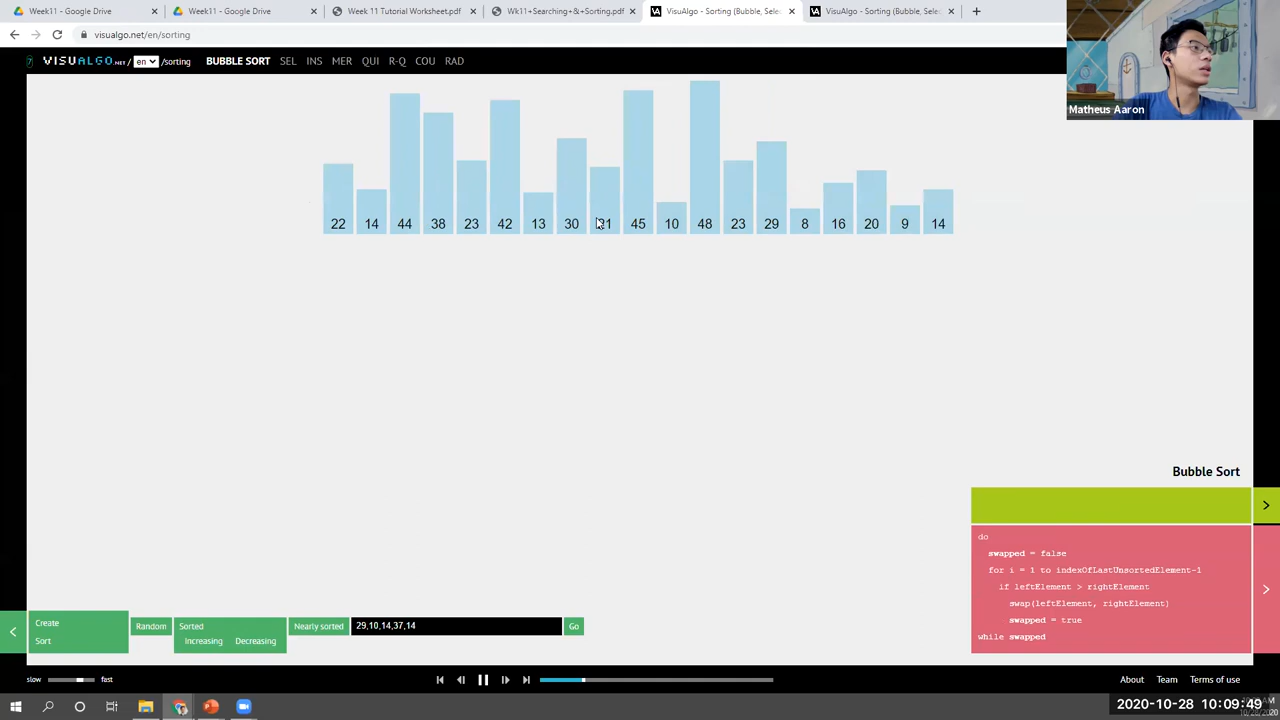 Week11 - Google Drive
Week11 - Google Drive
Week 11 Tutorial Worksheet.pdf
Wk11+Searching+&+Sorting.pdf
VisuAlgo - Sorting (Bubble, Selec
VisuAlgo - Sorting (Bubble, Selec
visualgo.net/en/sorting
7 VISUALGO.NET / en /sorting
BUBBLE SORT SEL INS MER QUI R-Q COU RAD
Matheus Aaron
22 14 44 38 23 42 13 30 45 10 48 23 29 8 16 20 9 14
Bubble Sort
do
swapped = false
for i = 1 to indexOfLastUnsortedElement-1
if leftElement > rightElement
swap(leftElement, rightElement)
swapped = true
while swapped
Create
Sort
Random
Sorted
Increasing Decreasing
Nearly sorted
29,10,14,37,14
Go
slow fast
About Team Terms of use
2020-10-28 10:09:49